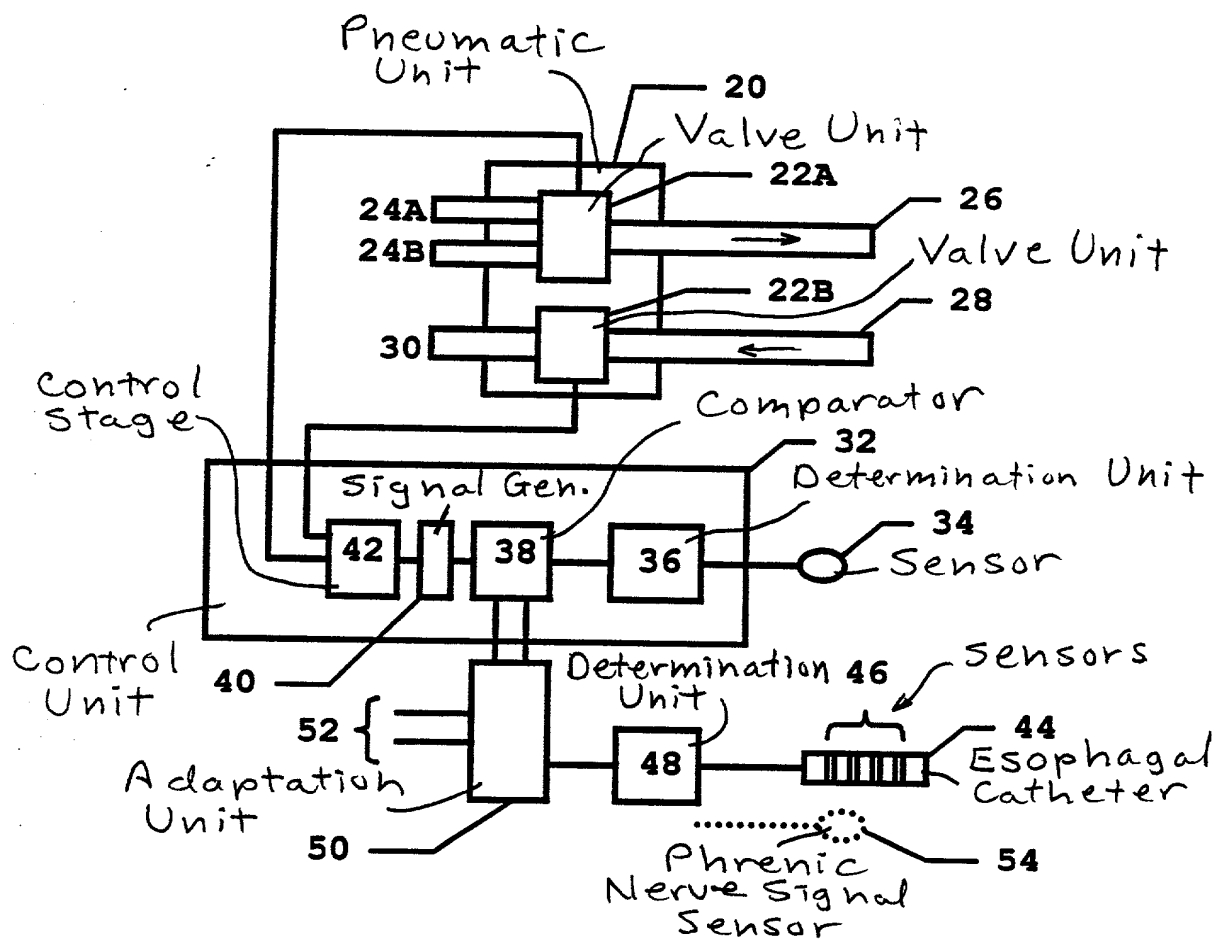 Pneumatic
Unit
20
Valve Unit
22A
24A
26
24B
Valve Unit
22B
28
30
Control
Stage
Comparator
32
Signal Gen.
Determination Unit
34
42
38
36
Sensor
Control
Unit
40
Determination
Unit
46
Sensors
52
44
48
Esophagal
Catheter
Adaptation
Unit
50
54
Phrenic
Nerve Signal
Sensor